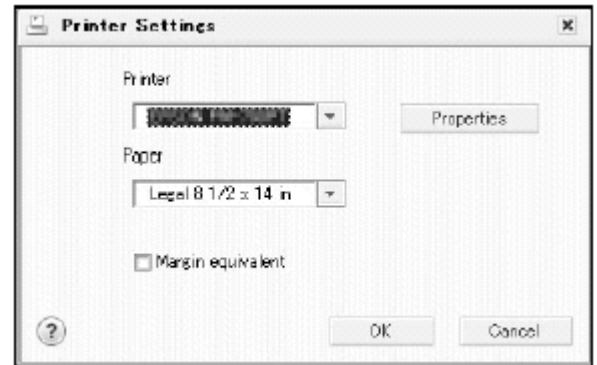 Printer Settings
Printer
Properties
Paper
Legal 8 1/2 x 14 in
Margin equivalent
?
OK Cancel